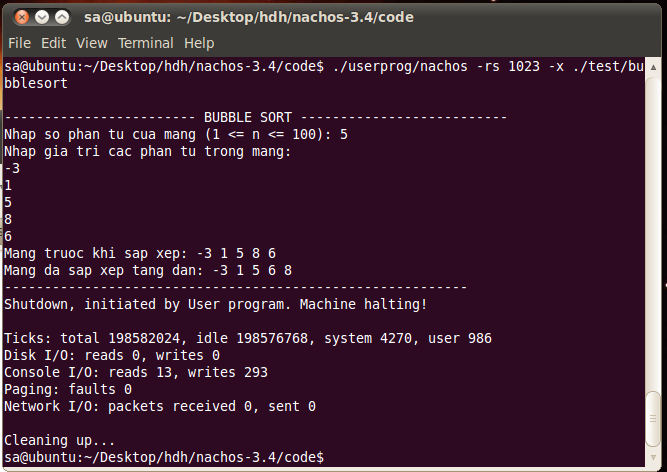 sa@ubuntu: ~/Desktop/hdh/nachos-3.4/code
File Edit View Terminal Help
sa@ubuntu:~/Desktop/hdh/nachos-3.4/code$ ./userprog/nachos -rs 1023 -x ./test/bu
bblesort
------------------------ BUBBLE SORT --------------------------
Nhap so phan tu cua mang (1 <= n <= 100): 5
Nhap gia tri cac phan tu trong mang:
-3
1
5
8
6
Mang truoc khi sap xep: -3 1 5 8 6
Mang da sap xep tang dan: -3 1 5 6 8
----------------------------------------------------------
Shutdown, initiated by User program. Machine halting!
Ticks: total 198582024, idle 198576768, system 4270, user 986
Disk I/O: reads 0, writes 0
Console I/O: reads 13, writes 293
Paging: faults 0
Network I/O: packets received 0, sent 0
Cleaning up...
sa@ubuntu:~/Desktop/hdh/nachos-3.4/code$